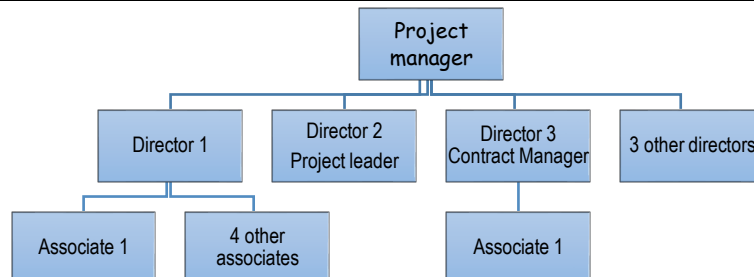 Project
manager
Director 1
Director 2
Project leader
Director 3
Contract Manager
3 other directors
Associate 1
4 other
associates
Associate 1